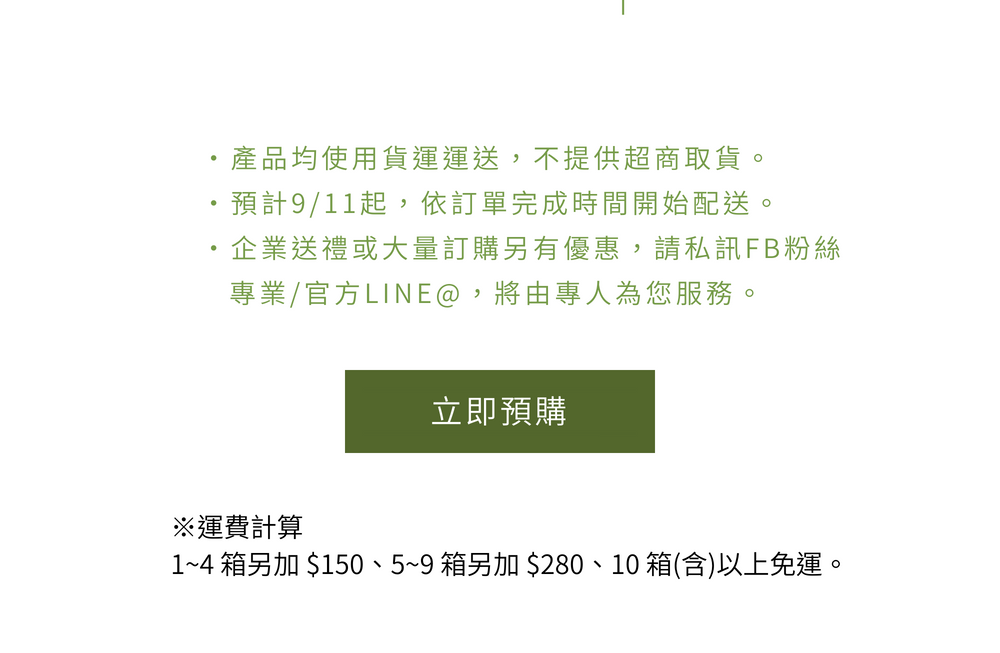 ・產品均使用貨運運送，不提供超商取貨。
・預計9/11起，依訂單完成時間開始配送。
・企業送禮或大量訂購另有優惠，請私訊FB粉絲
專業/官方LINE@，將由專人為您服務。
立即預購
※運費計算
1~4 箱另加 $150、5~9 箱另加 $280、10 箱(含)以上免運。